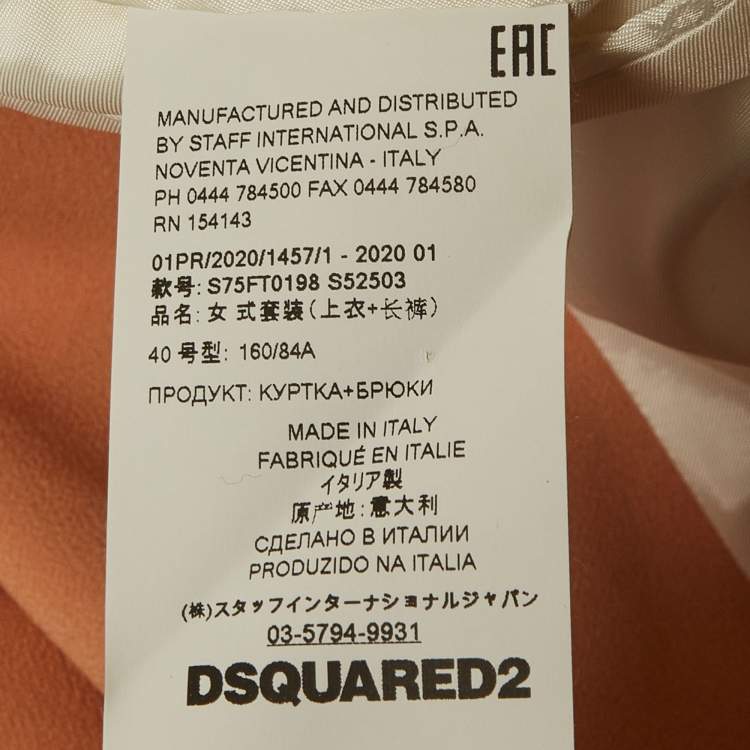 EAC
MANUFACTURED AND DISTRIBUTED
BY STAFF INTERNATIONAL S.P.A.
NOVENTA VICENTINA - ITALY
PH 0444 784500 FAX 0444 784580
RN 154143
01PR/2020/1457/1 - 2020 01
款号: S75FT0198 S52503
品名: 女 式套装(上衣+长裤)
40 号型: 160/84A
ПРОДУКТ: КУРТКА+БРЮКИ
MADE IN ITALY
FABRIQUÉ EN ITALIE
イタリア製
原产地: 意大利
СДЕЛАНО В ИТАЛИИ
PRODUZIDO NA ITALIA
(株)スタッフインターナショナルジャパン
03-5794-9931
DSQUARED2